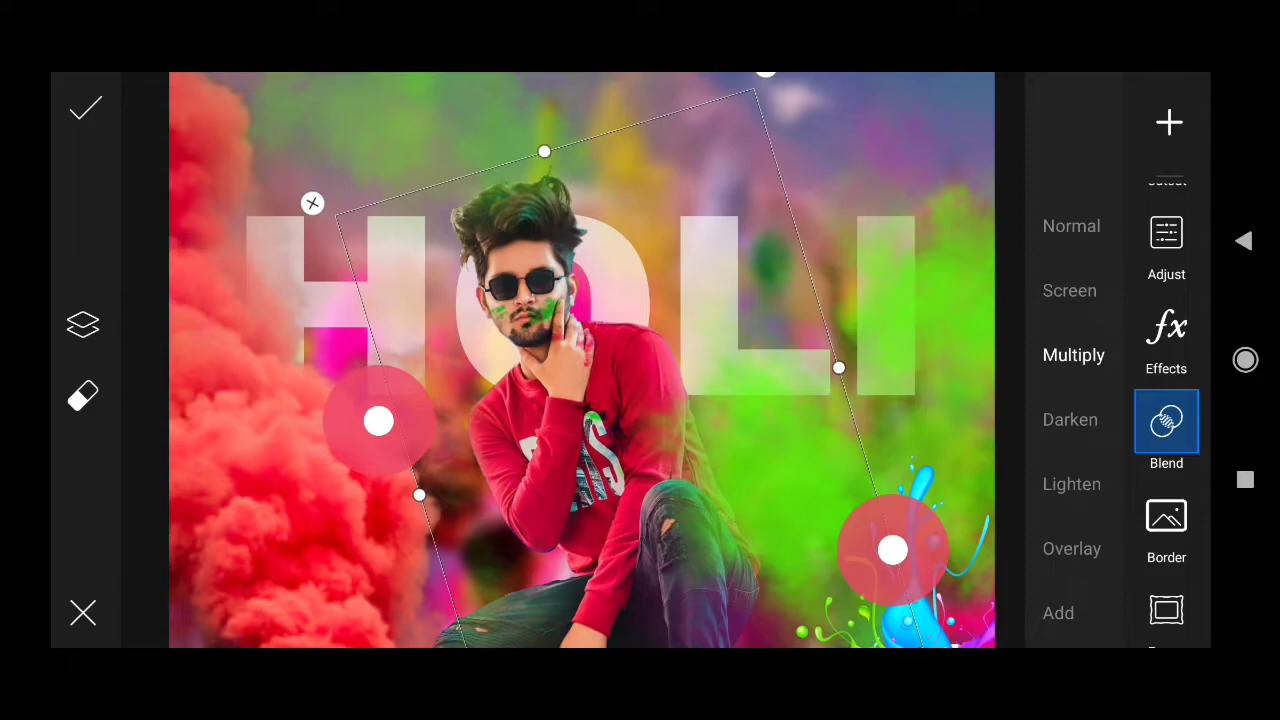 HOLI
Normal
Screen
Multiply
Darken
Lighten
Overlay
Add
Adjust
Effects
Blend
Border